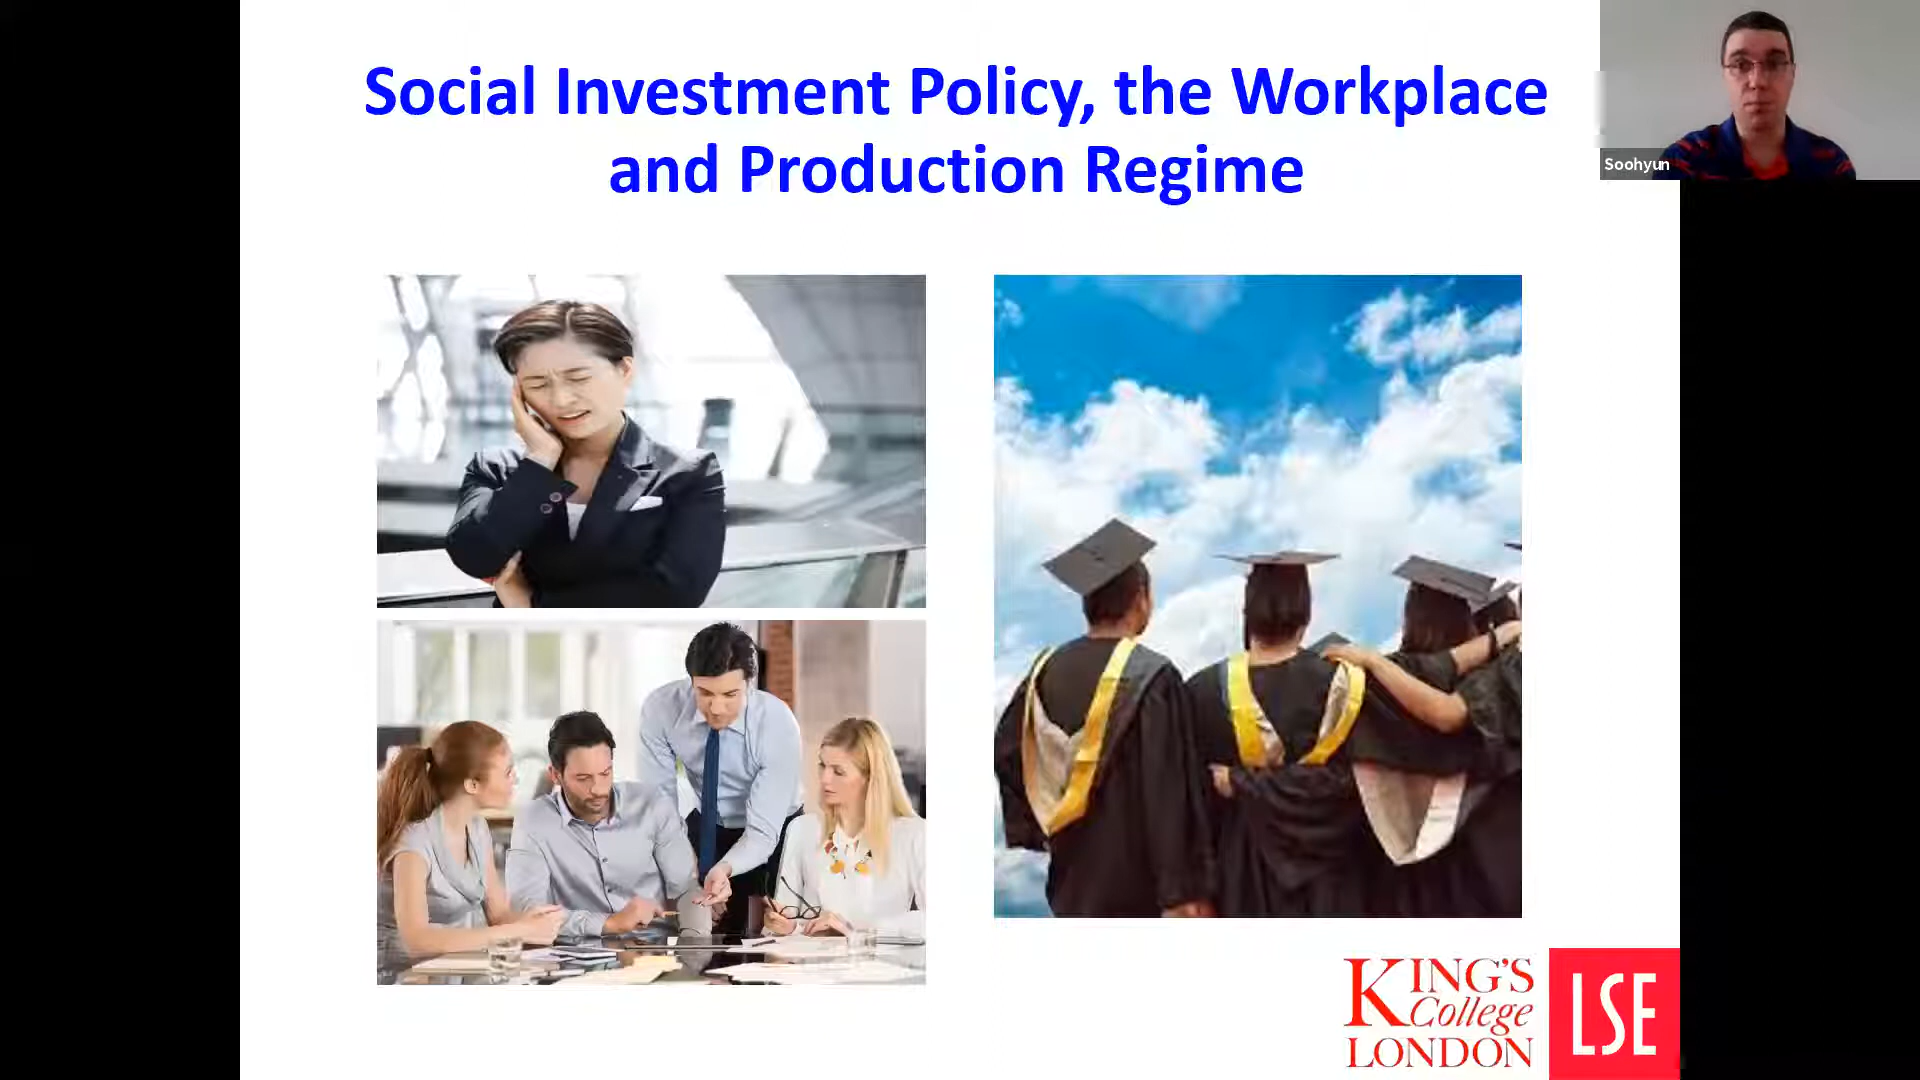 Social Investment Policy, the Workplace
and Production Regime
Soohyun
KING'S
College
LONDON
LSE